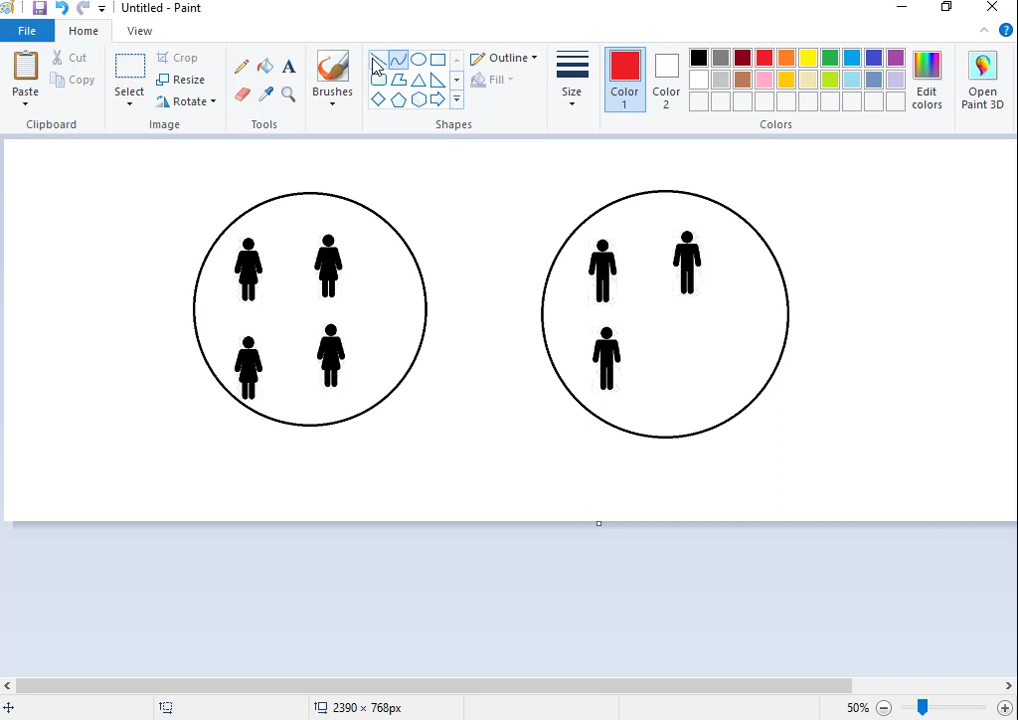 Untitled - Paint
File
Home
View
Paste
Cut
Copy
Clipboard
Select
Crop
Resize
Rotate
Image
A
Tools
Brushes
Outline
Fill
Shapes
Size
Color 1
Color 2
Edit colors
Colors
Open Paint 3D
2390 × 768px
50%